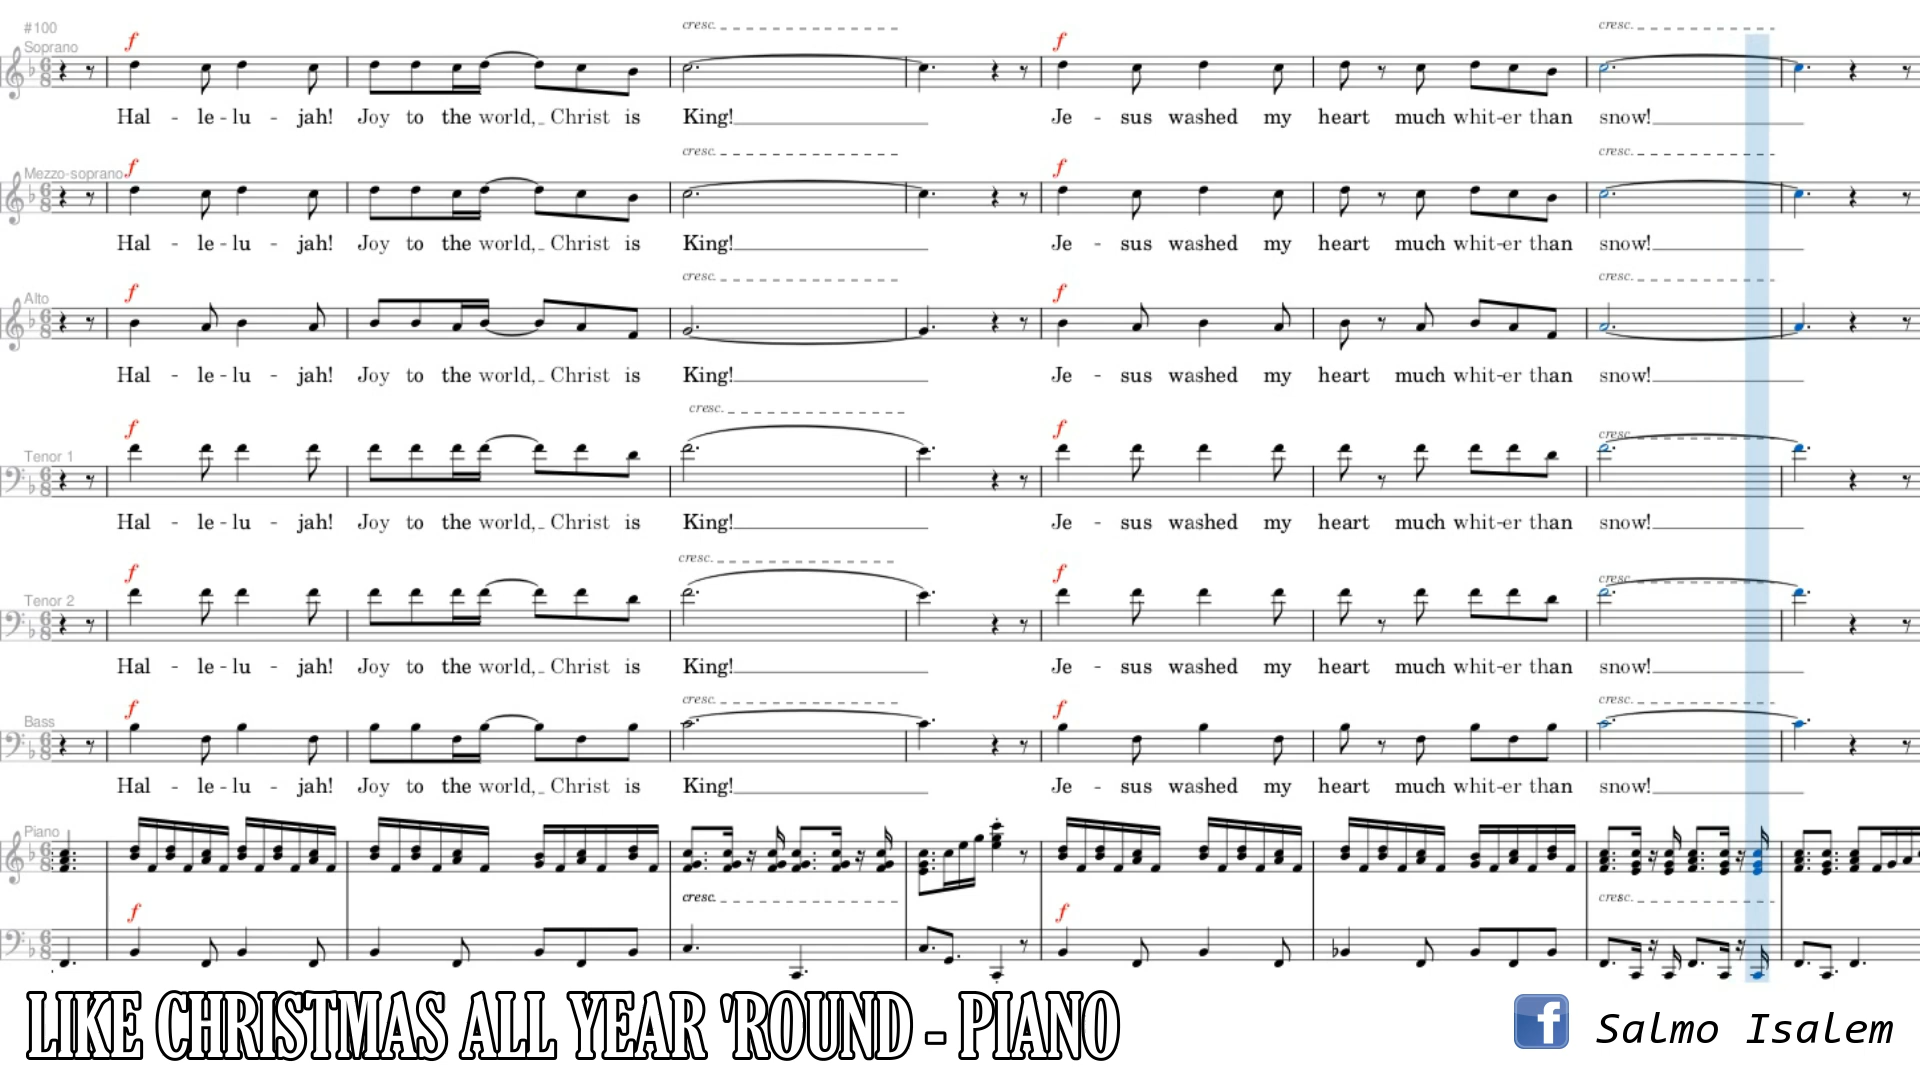 cresc. cresc.
#100
Soprano
f f
Hal - le - lu - jah! Joy to the world, Christ is King! Je - sus washed my heart much whit-er than snow!
cresc. cresc.
Mezzo-soprano
f f
Hal - le - lu - jah! Joy to the world, Christ is King! Je - sus washed my heart much whit-er than snow!
cresc. cresc.
Alto
f f
Hal - le - lu - jah! Joy to the world, Christ is King! Je - sus washed my heart much whit-er than snow!
cresc. cresc.
Tenor 1
f f
Hal - le - lu - jah! Joy to the world, Christ is King! Je - sus washed my heart much whit-er than snow!
cresc. cresc.
Tenor 2
f f
Hal - le - lu - jah! Joy to the world, Christ is King! Je - sus washed my heart much whit-er than snow!
cresc. cresc.
Bass
f f
Hal - le - lu - jah! Joy to the world, Christ is King! Je - sus washed my heart much whit-er than snow!
Piano
cresc. cresc.
f f
LIKE CHRISTMAS ALL YEAR 'ROUND - PIANO
f Salmo Isalem